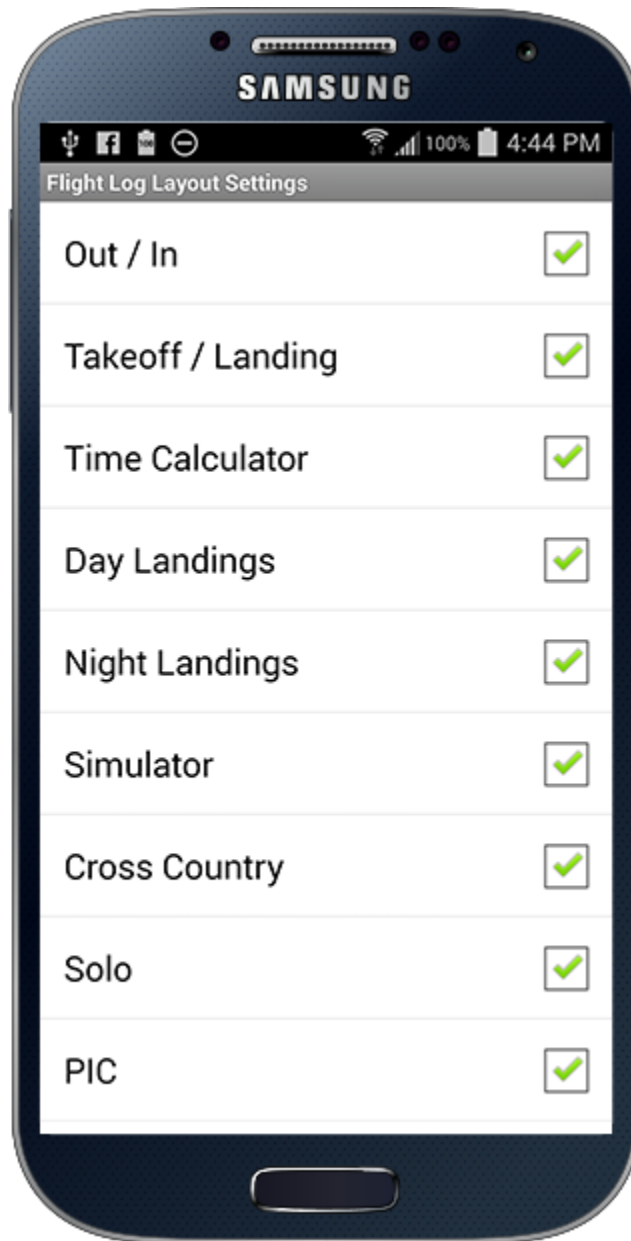 SAMSUNG
100 100% 4:44 PM
Flight Log Layout Settings
Out / In
Takeoff / Landing
Time Calculator
Day Landings
Night Landings
Simulator
Cross Country
Solo
PIC